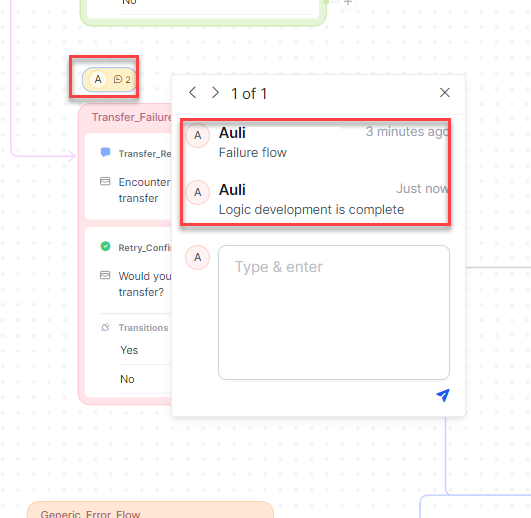 No
A 2
1 of 1
Transfer_Failure
A Auli 3 minutes ago
Failure flow
A Auli Just now
Logic development is complete
Transfer_Re
Encounter
transfer
Retry_Confi
Would you
transfer?
Transitions
Yes
No
A
Type & enter
Generic_Error_Flow